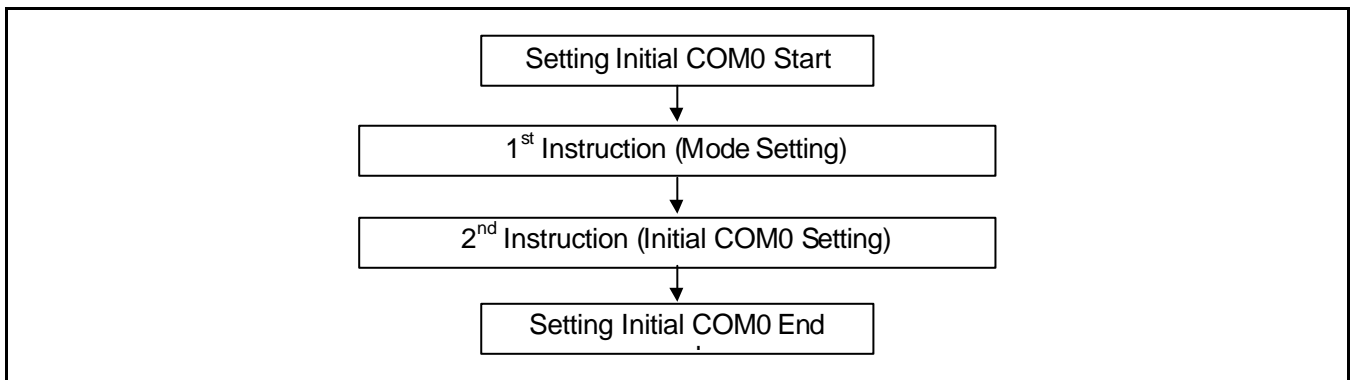 Setting Initial COM0 Start
1st Instruction (Mode Setting)
2nd Instruction (Initial COM0 Setting)
Setting Initial COM0 End